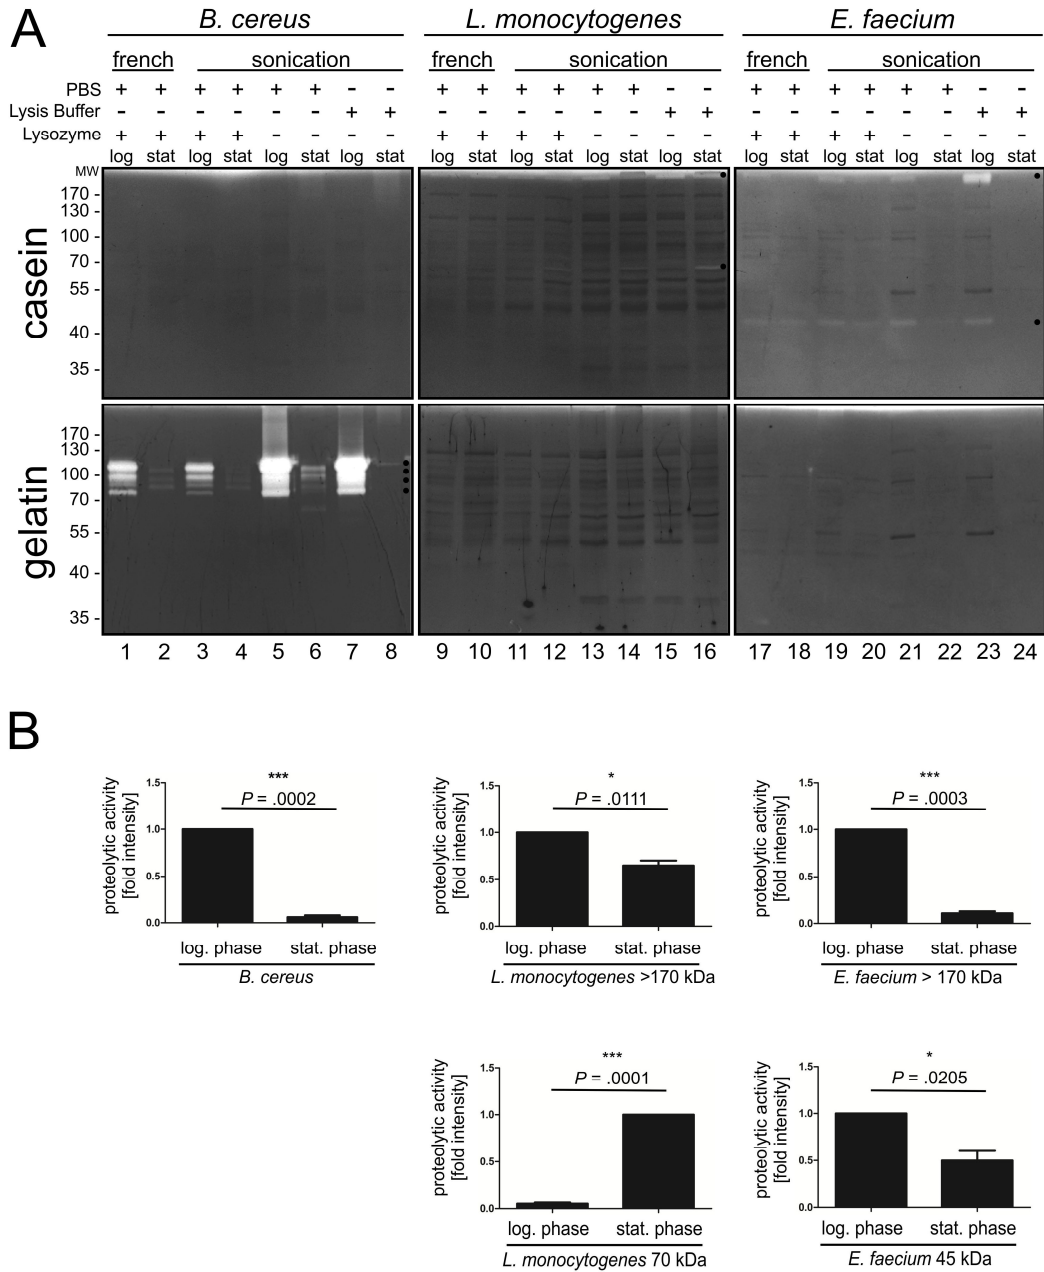 A
B. cereus L. monocytogenes E. faecium
french sonication french sonication french sonication
PBS + + + + + + - - + + + + + + - - + + + + + + - -
Lysis Buffer - - - - - - + + - - - - - - + + - - - - - - + +
Lysozyme + + + + - - - - + + + + - - - - + + + + - - - -
log stat log stat log stat log stat log stat log stat log stat log stat log stat log stat log stat log stat
MW
casein
170 -
130 -
100 -
70 -
55 -
40 -
35 -
gelatin
170 -
130 -
100 -
70 -
55 -
40 -
35 -
1 2 3 4 5 6 7 8 9 10 11 12 13 14 15 16 17 18 19 20 21 22 23 24
B
proteolytic activity
[fold intensity]
1.5
1.0
0.5
0.0
***
P = .0002
log. phase stat. phase
B. cereus
proteolytic activity
[fold intensity]
1.5
1.0
0.5
0.0
*
P = .0111
log. phase stat. phase
L. monocytogenes >170 kDa
proteolytic activity
[fold intensity]
1.5
1.0
0.5
0.0
***
P = .0003
log. phase stat. phase
E. faecium > 170 kDa
proteolytic activity
[fold intensity]
1.5
1.0
0.5
0.0
***
P = .0001
log. phase stat. phase
L. monocytogenes 70 kDa
proteolytic activity
[fold intensity]
1.5
1.0
0.5
0.0
*
P = .0205
log. phase stat. phase
E. faecium 45 kDa